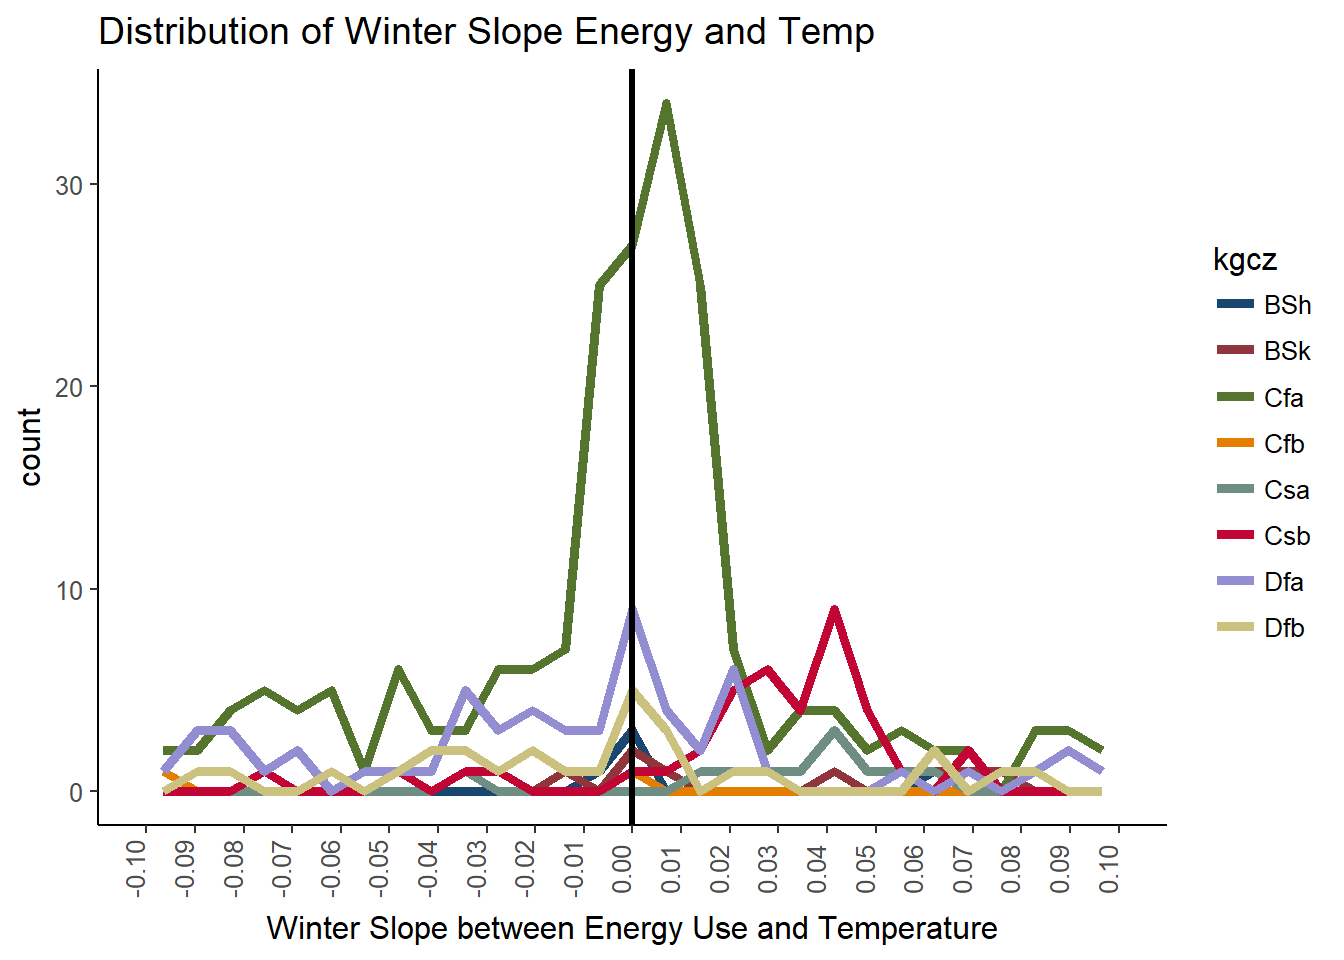 Distribution of Winter Slope Energy and Temp
count
30
20
10
0
-0.10
-0.09
-0.08
-0.07
-0.06
-0.05
-0.04
-0.03
-0.02
-0.01
0.00
0.01
0.02
0.03
0.04
0.05
0.06
0.07
0.08
0.09
0.10
Winter Slope between Energy Use and Temperature
kgcz
BSh
BSk
Cfa
Cfb
Csa
Csb
Dfa
Dfb